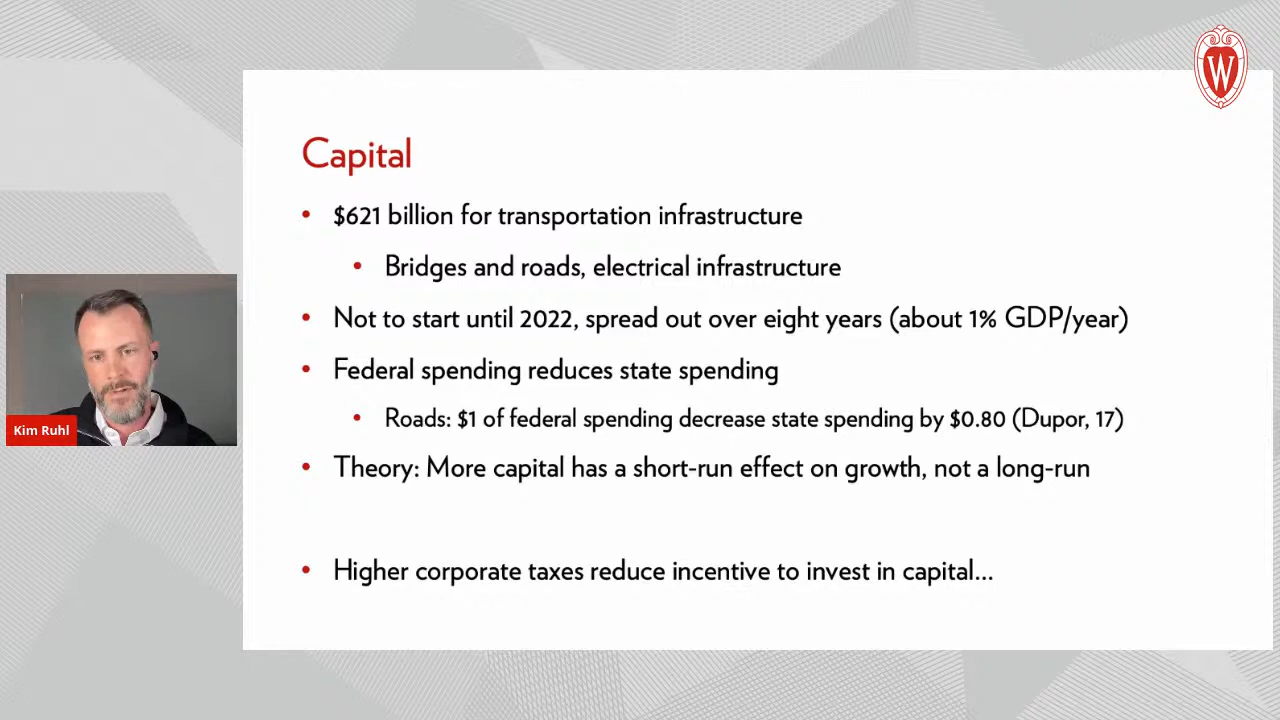 W
Capital
• $621 billion for transportation infrastructure
• Bridges and roads, electrical infrastructure
• Not to start until 2022, spread out over eight years (about 1% GDP/year)
• Federal spending reduces state spending
• Roads: $1 of federal spending decrease state spending by $0.80 (Dupor, 17)
• Theory: More capital has a short-run effect on growth, not a long-run
• Higher corporate taxes reduce incentive to invest in capital...
Kim Ruhl